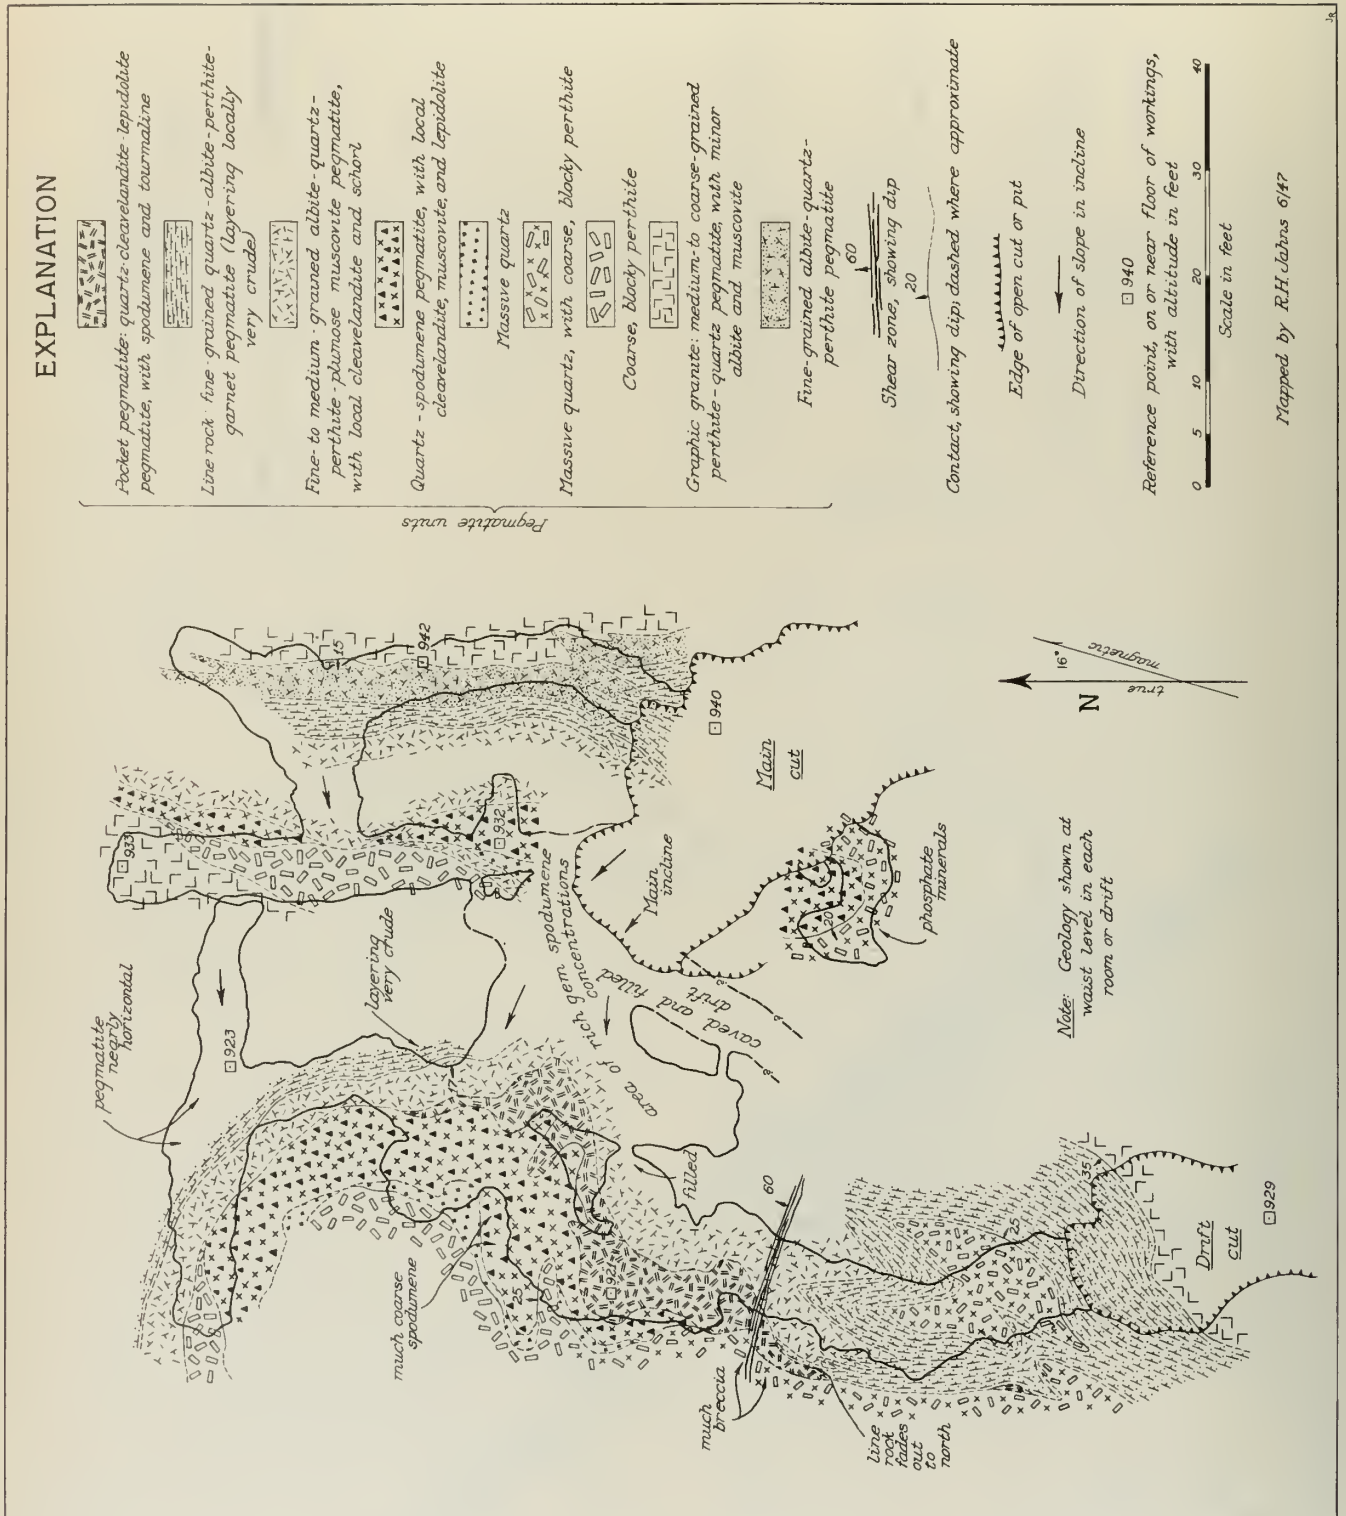 EXPLANATION
Pocket pegmatite: quartz-cleavelandite-lepidolite
pegmatite, with spodumene and tourmaline
Line rock: fine-grained quartz-albite-perthite-
garnet pegmatite (layering locally
very crude)
Fine- to medium-grained albite-quartz-
perthite-plumose muscovite pegmatite,
with local cleavelandite and schorl
Quartz-spodumene pegmatite, with local
cleavelandite, muscovite, and lepidolite
Massive quartz
Massive quartz, with coarse, blocky perthite
Coarse, blocky perthite
Graphic granite: medium- to coarse-grained
perthite-quartz pegmatite, with minor
albite and muscovite
Fine-grained albite-quartz-
perthite pegmatite
Pegmatite units
60
Shear zone, showing dip
20
Contact, showing dip; dashed where approximate
Edge of open cut or pit
Direction of slope in incline
940
Reference point, on or near floor of workings,
with altitude in feet
0 5 10 20 30 40
Scale in feet
Mapped by R.H. Jahns 6/47
J.R.
pegmatite
nearly
horizontal
923
933
15
942
layering
very crude
17
932
much coarse
spodumene
25
area of rich gem spodumene
concentrations
921
filled
caved and filled
drift
Main
incline
940
Main
cut
20
phosphate
minerals
much
breccia
60
line
rock
fades
out
to
north
25
35
Drift
cut
929
Note: Geology shown at
waist level in each
room or drift
N
true
magnetic
16°